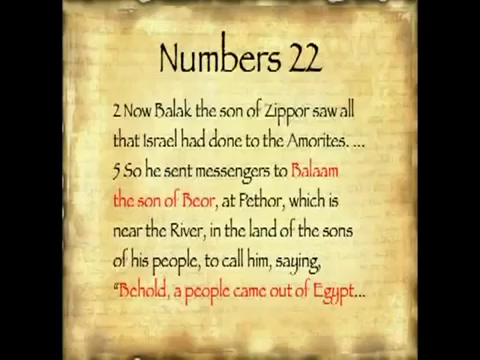 Numbers 22
2 Now Balak the son of Zippor saw all
that Israel had done to the Amorites. ...
5 So he sent messengers to Balaam
the son of Beor, at Pethor, which is
near the River, in the land of the sons
of his people, to call him, saying,
"Behold, a people came out of Egypt...